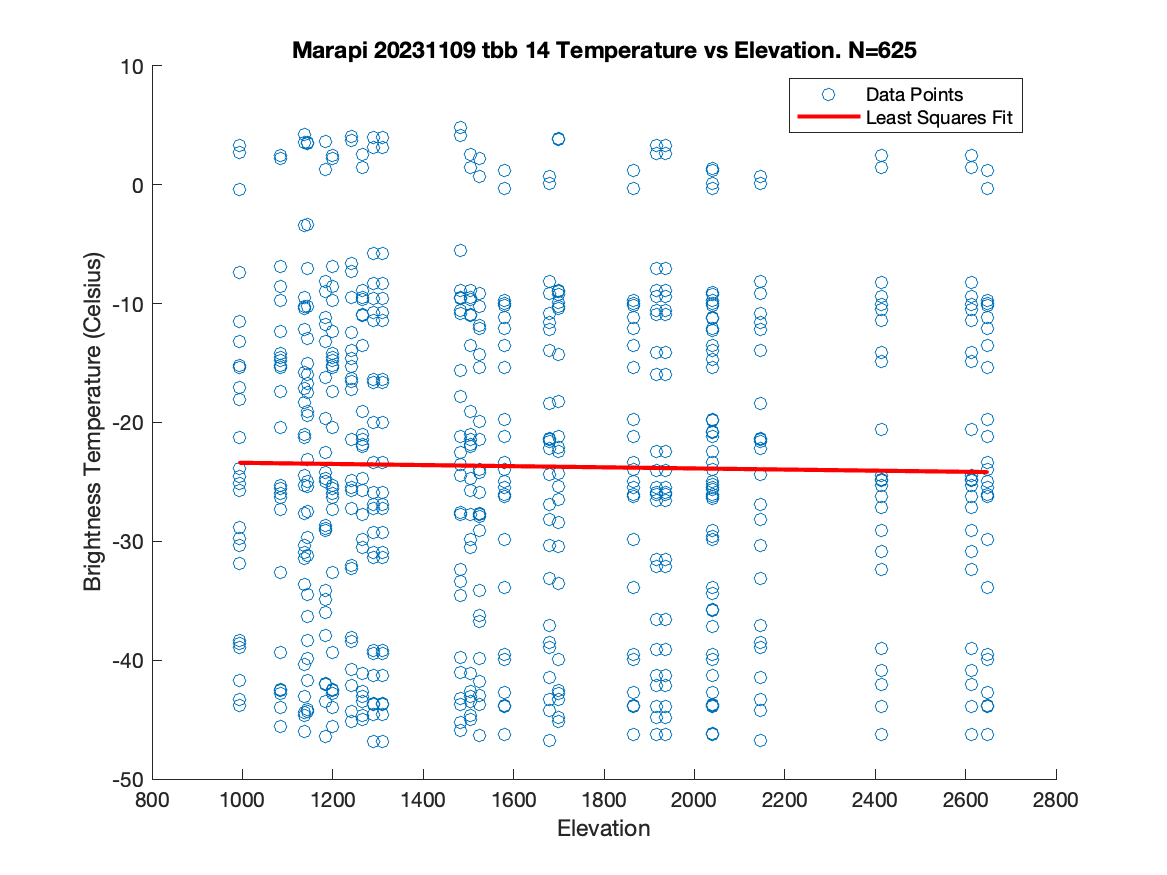 Marapi 20231109 tbb 14 Temperature vs Elevation. N=625
Data Points
Least Squares Fit
10
0
-10
-20
-30
-40
-50
Brightness Temperature (Celsius)
800 1000 1200 1400 1600 1800 2000 2200 2400 2600 2800
Elevation